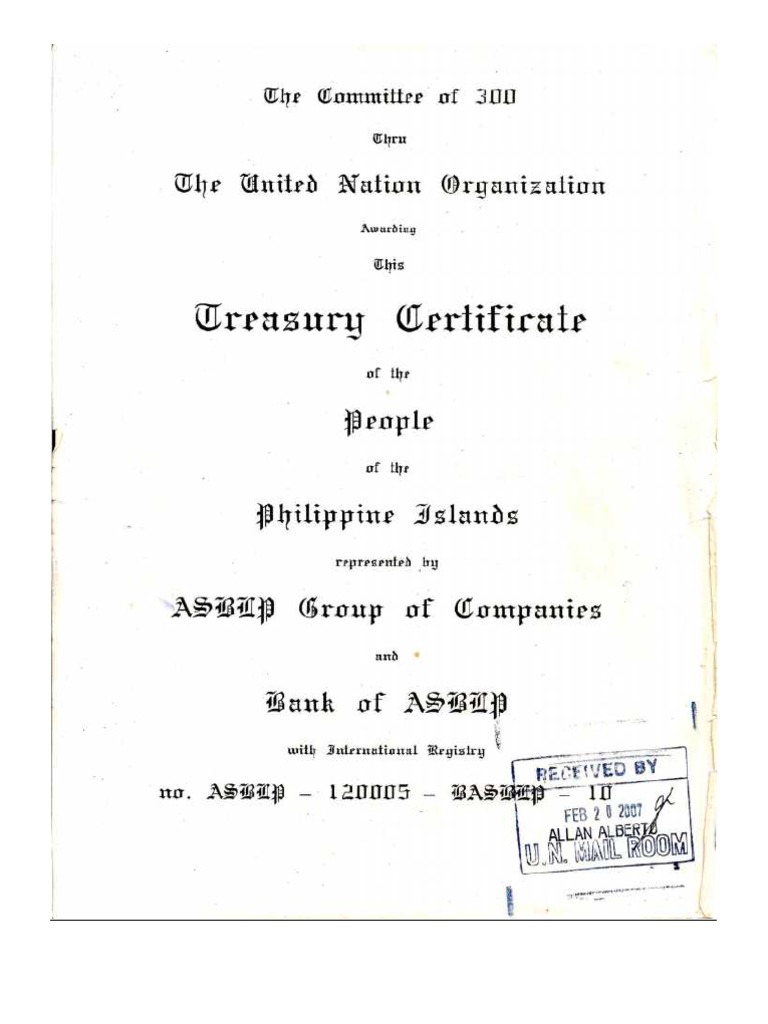 The Committee of 300
Thru
The United Nation Organization
Awarding
This
Treasury Certificate
of the
People
of the
Philippine Islands
represented by
ASBLP Group of Companies
and
Bank of ASBLP
with International Registry
no. ASBLP - 120005 - BASBLP - 10
RECEIVED BY
FEB 20 2007
ALLAN ALBERTO
U.N. MAIL ROOM